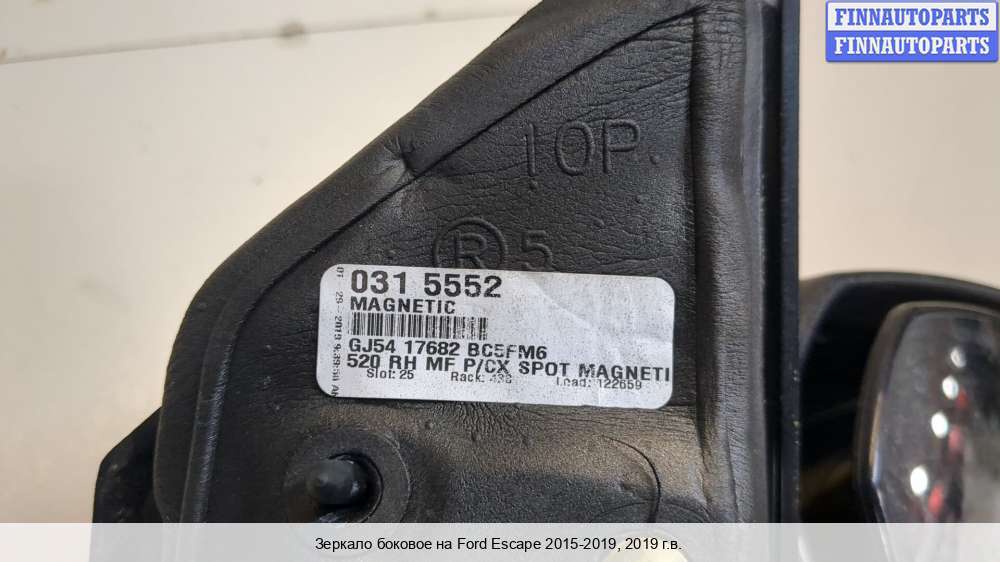 FINNAUTOPARTS
FINNAUTOPARTS
10P
R 5
031 5552
MAGNETIC
GJ54 17682 BC5FM6
520 RH MF P/CX SPOT MAGNETI
Slot: 25 Rack: Load: 122659
Зеркало боковое на Ford Escape 2015-2019, 2019 г.в.